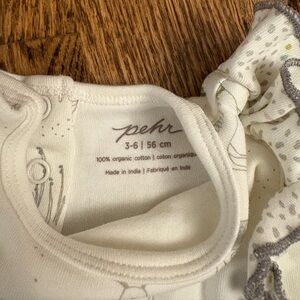 pehr
3-6 | 56 cm
100% organic cotton | coton organique
Made in India | Fabriqué en Inde